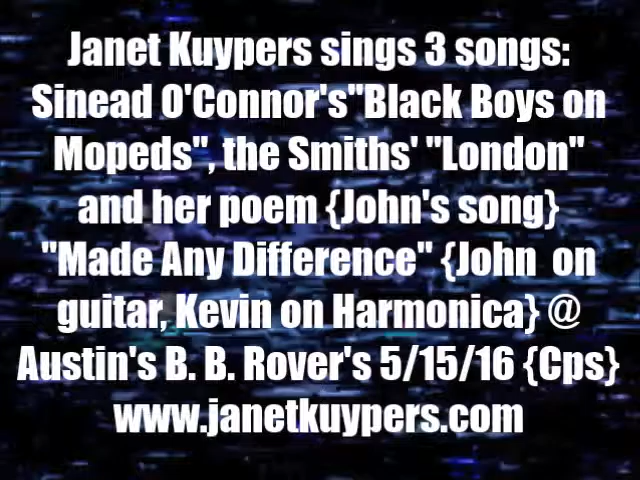 Janet Kuypers sings 3 songs:
Sinead O'Connor's"Black Boys on
Mopeds", the Smiths' "London"
and her poem {John's song}
"Made Any Difference" {John  on
guitar, Kevin on Harmonica} @
Austin's B. B. Rover's 5/15/16 {Cps}
www.janetkuypers.com